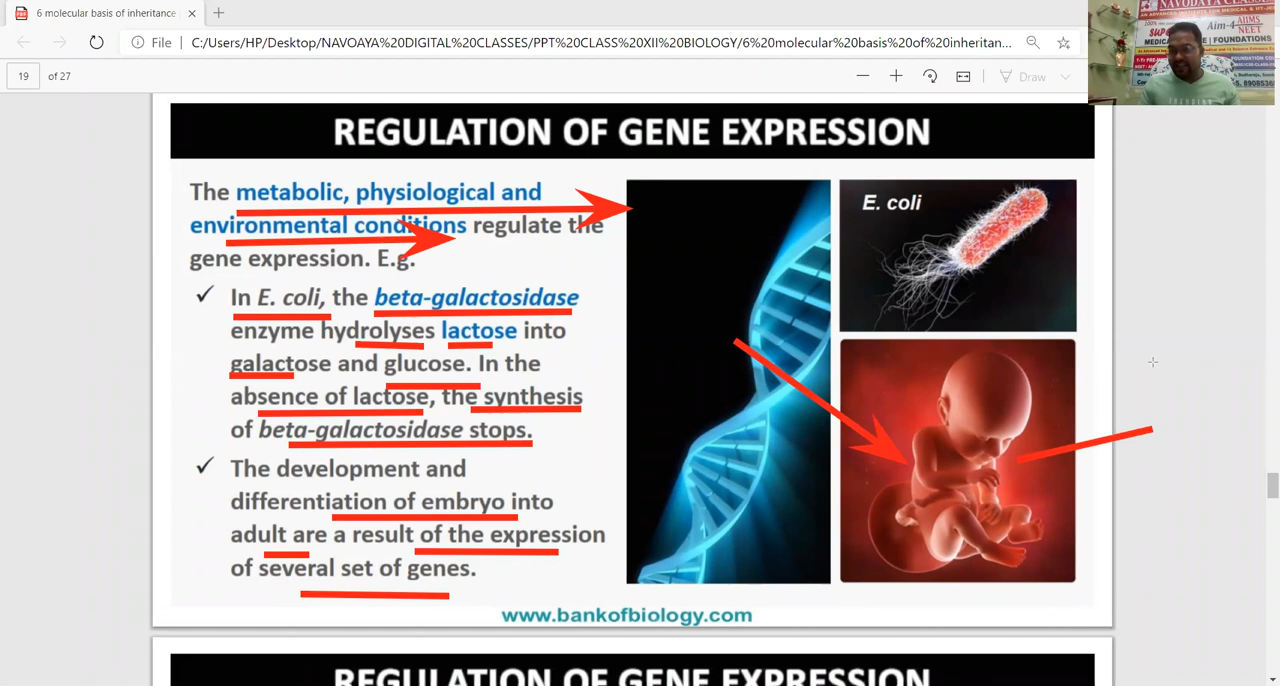 6 molecular basis of inheritance
File C:/Users/HP/Desktop/NAVOAYA%20DIGITAL/EC/OCLASSES/PPT%20CLASS%20XII%20BIOLOGY/6%20molecular%20basis%20of%20inheritan...
19 of 27
Draw
NAVODAYA CLASSES
Aim-4 AIIMS
NEET
REGULATION OF GENE EXPRESSION
The metabolic, physiological and
environmental conditions regulate the
gene expression. E.g.
✓ In E. coli, the beta-galactosidase
enzyme hydrolyses lactose into
galactose and glucose. In the
absence of lactose, the synthesis
of beta-galactosidase stops.
✓ The development and
differentiation of embryo into
adult are a result of the expression
of several set of genes.
E. coli
www.bankofbiology.com
REGULATION OF GENE EXPRESSION